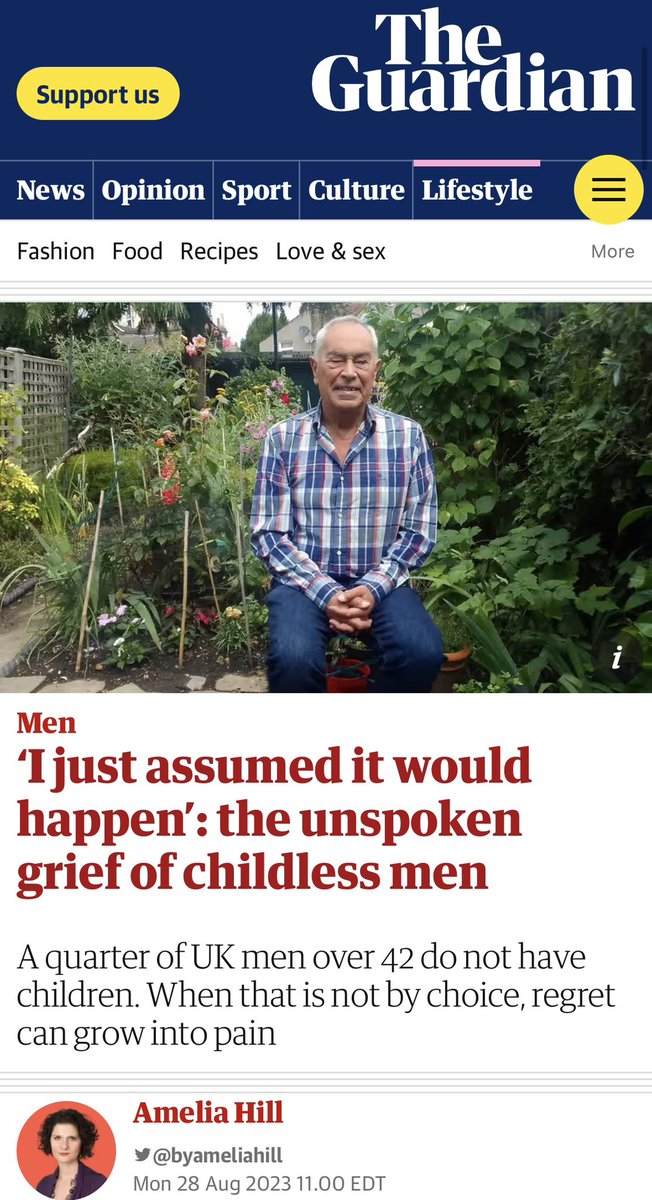 The
Guardian
Support us
News Opinion Sport Culture Lifestyle
Fashion Food Recipes Love & sex More
i
Men
‘I just assumed it would
happen’: the unspoken
grief of childless men
A quarter of UK men over 42 do not have
children. When that is not by choice, regret
can grow into pain
Amelia Hill
@byameliahill
Mon 28 Aug 2023 11.00 EDT